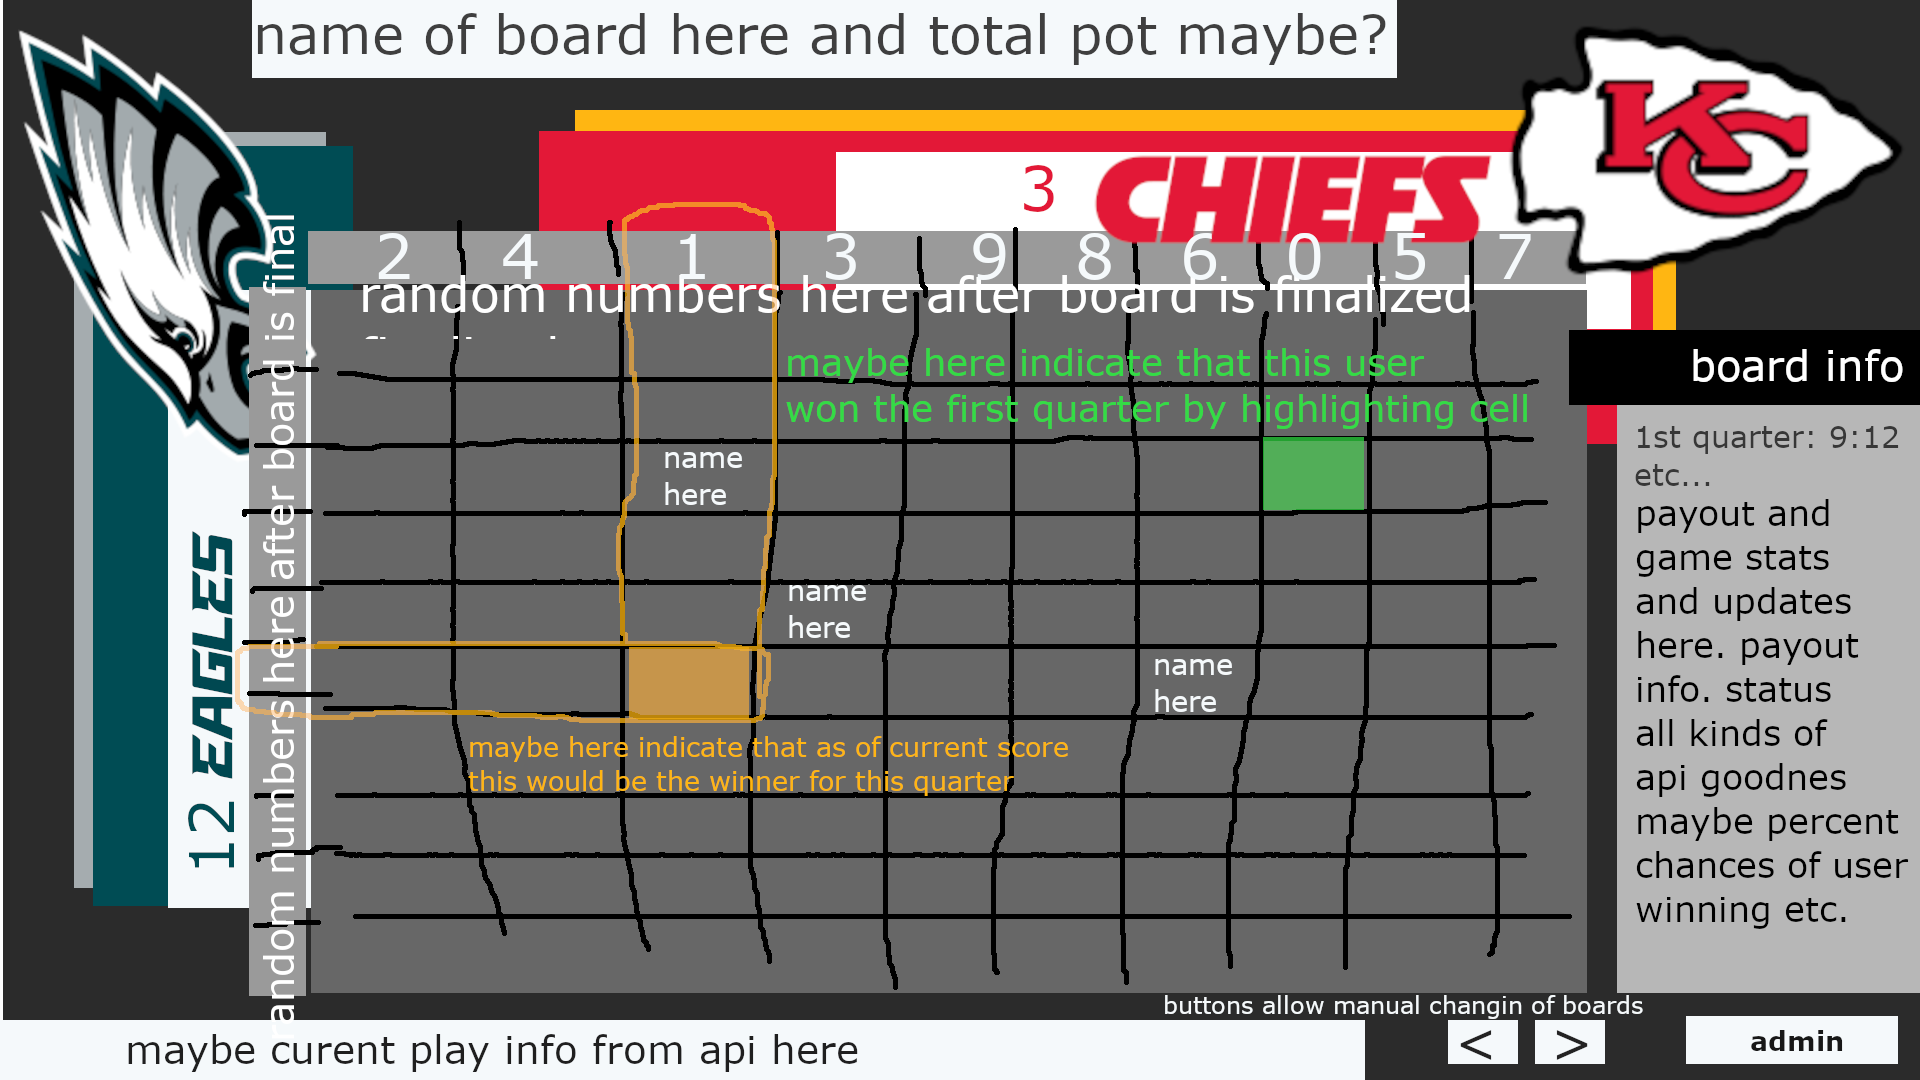 name of board here and total pot maybe?
KC
3 CHIEFS
2 4 1 3 9 8 6 0 5 7
random numbers here after board is finalized
random numbers here after board is final
12 EAGLES
maybe here indicate that this user
won the first quarter by highlighting cell
name
here
name
here
name
here
maybe here indicate that as of current score
this would be the winner for this quarter
board info
1st quarter: 9:12
etc...
payout and
game stats
and updates
here. payout
info. status
all kinds of
api goodnes
maybe percent
chances of user
winning etc.
buttons allow manual changin of boards
maybe curent play info from api here
< >
admin